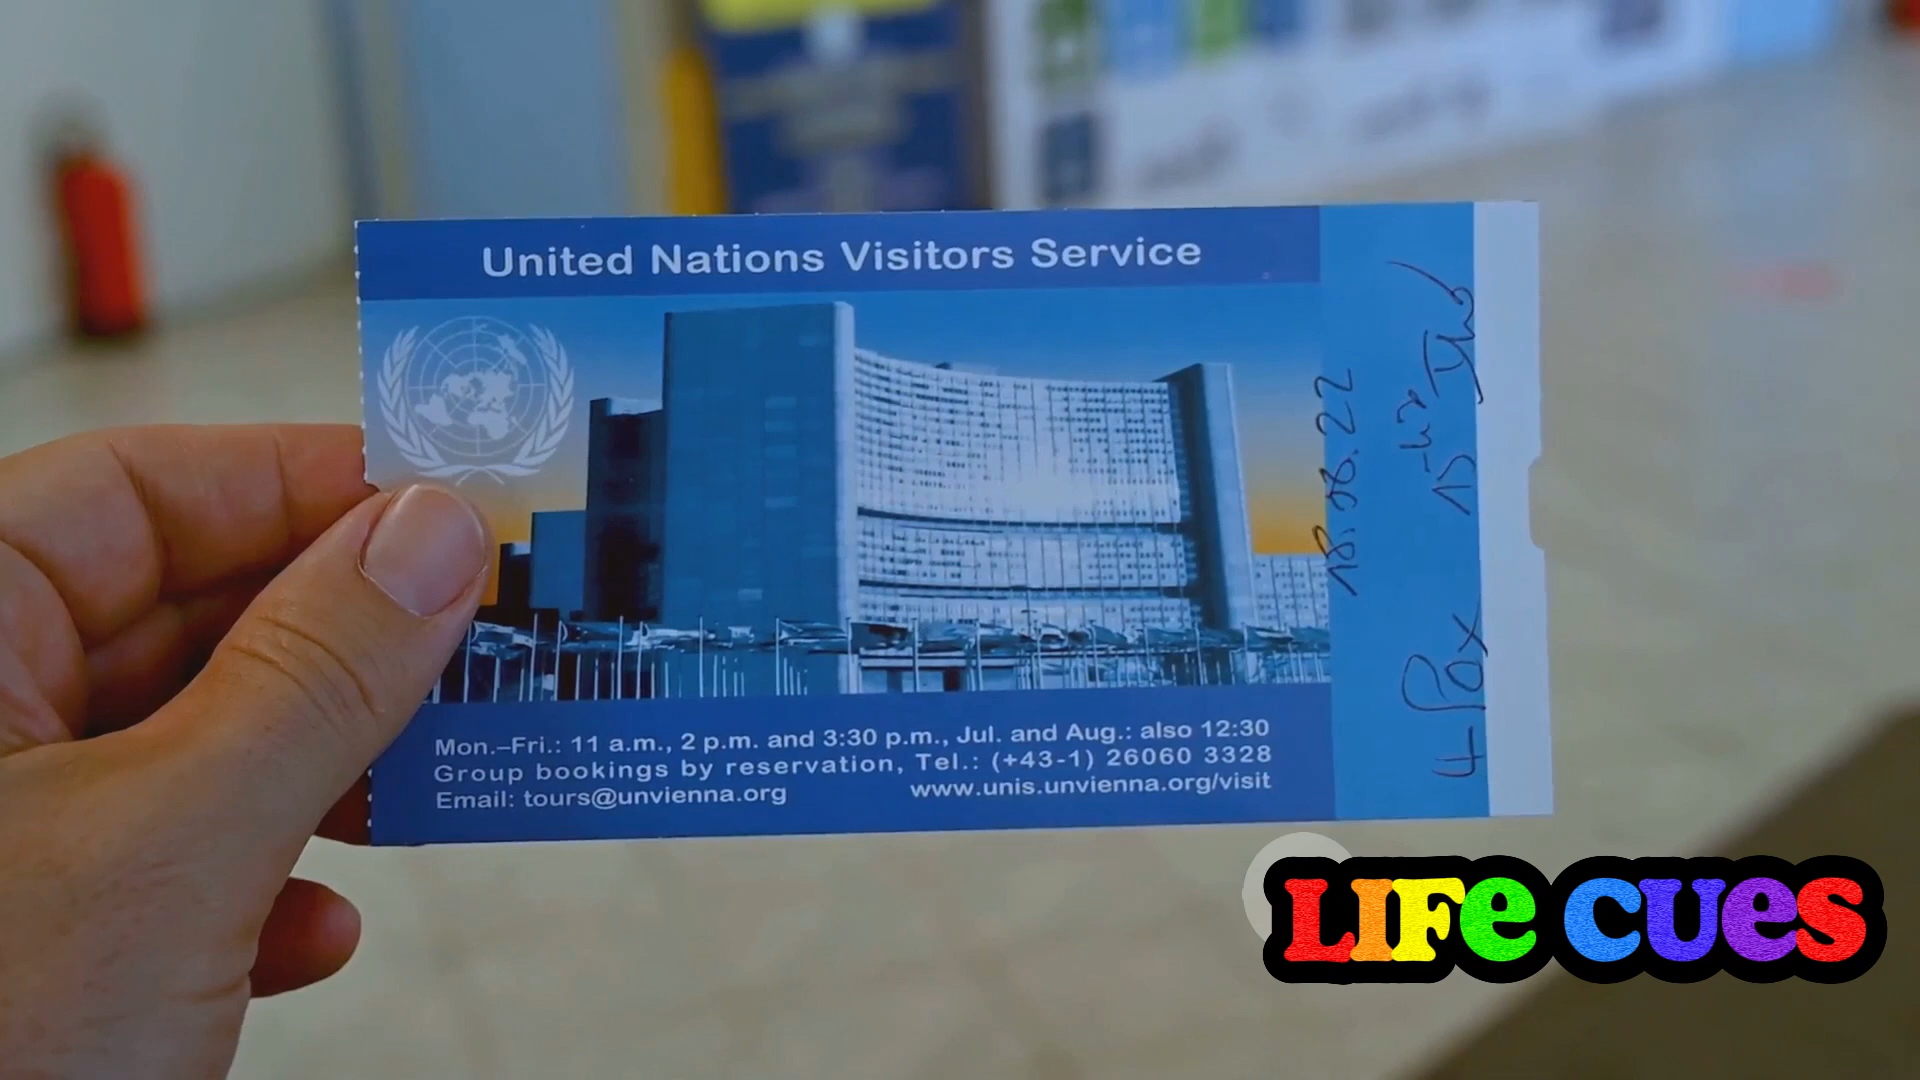 United Nations Visitors Service
Mon.–Fri.: 11 a.m., 2 p.m. and 3:30 p.m., Jul. and Aug.: also 12:30
Group bookings by reservation, Tel.: (+43-1) 26060 3328
Email: tours@unvienna.org www.unis.unvienna.org/visit
18.08.22
4 Pax
LIFE CUES